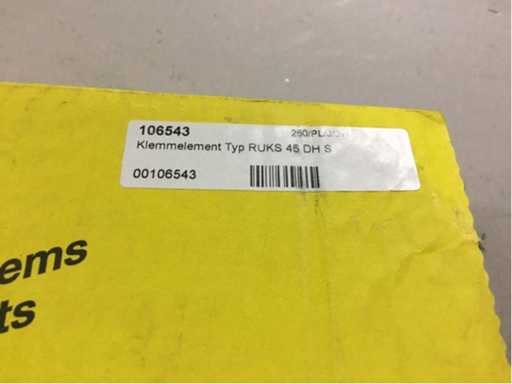 106543
Klemmelement Typ RUKS 45 DH S
00106543
ems
ts